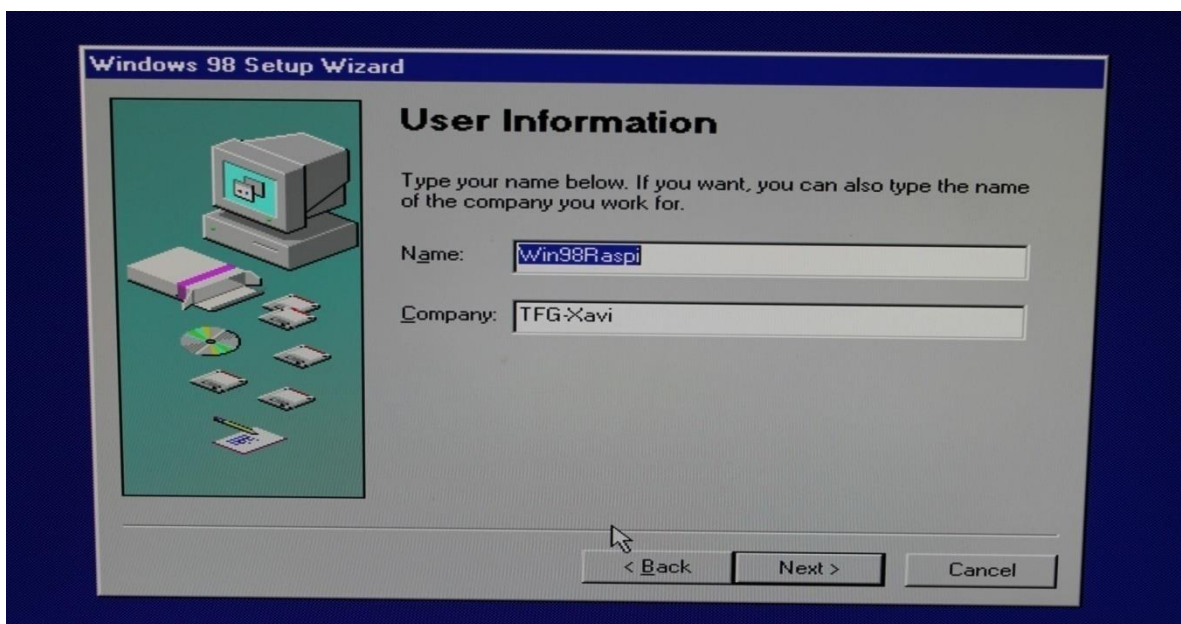 Windows 98 Setup Wizard
User Information
Type your name below. If you want, you can also type the name
of the company you work for.
Name: Win98Raspi
Company: TFG-Xavi
< Back Next > Cancel